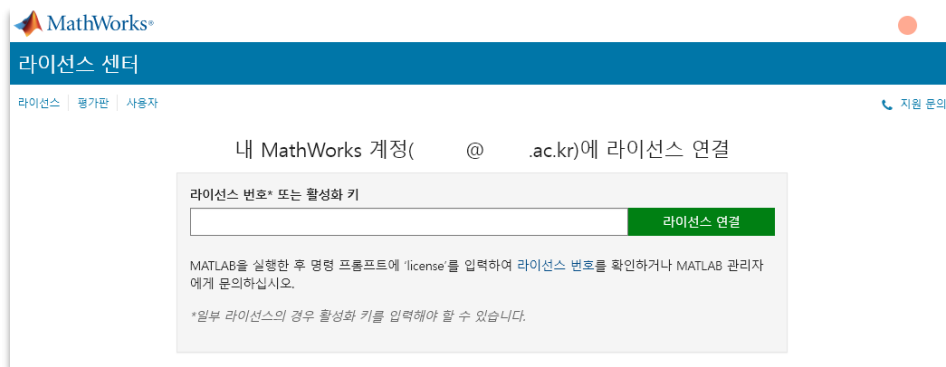 MathWorks®
라이선스 센터
라이선스 평가판 사용자
지원 문의
내 MathWorks 계정( @ .ac.kr)에 라이선스 연결
라이선스 번호* 또는 활성화 키
라이선스 연결
MATLAB을 실행한 후 명령 프롬프트에 'license'를 입력하여 라이선스 번호를 확인하거나 MATLAB 관리자
에게 문의하십시오.
*일부 라이선스의 경우 활성화 키를 입력해야 할 수 있습니다.